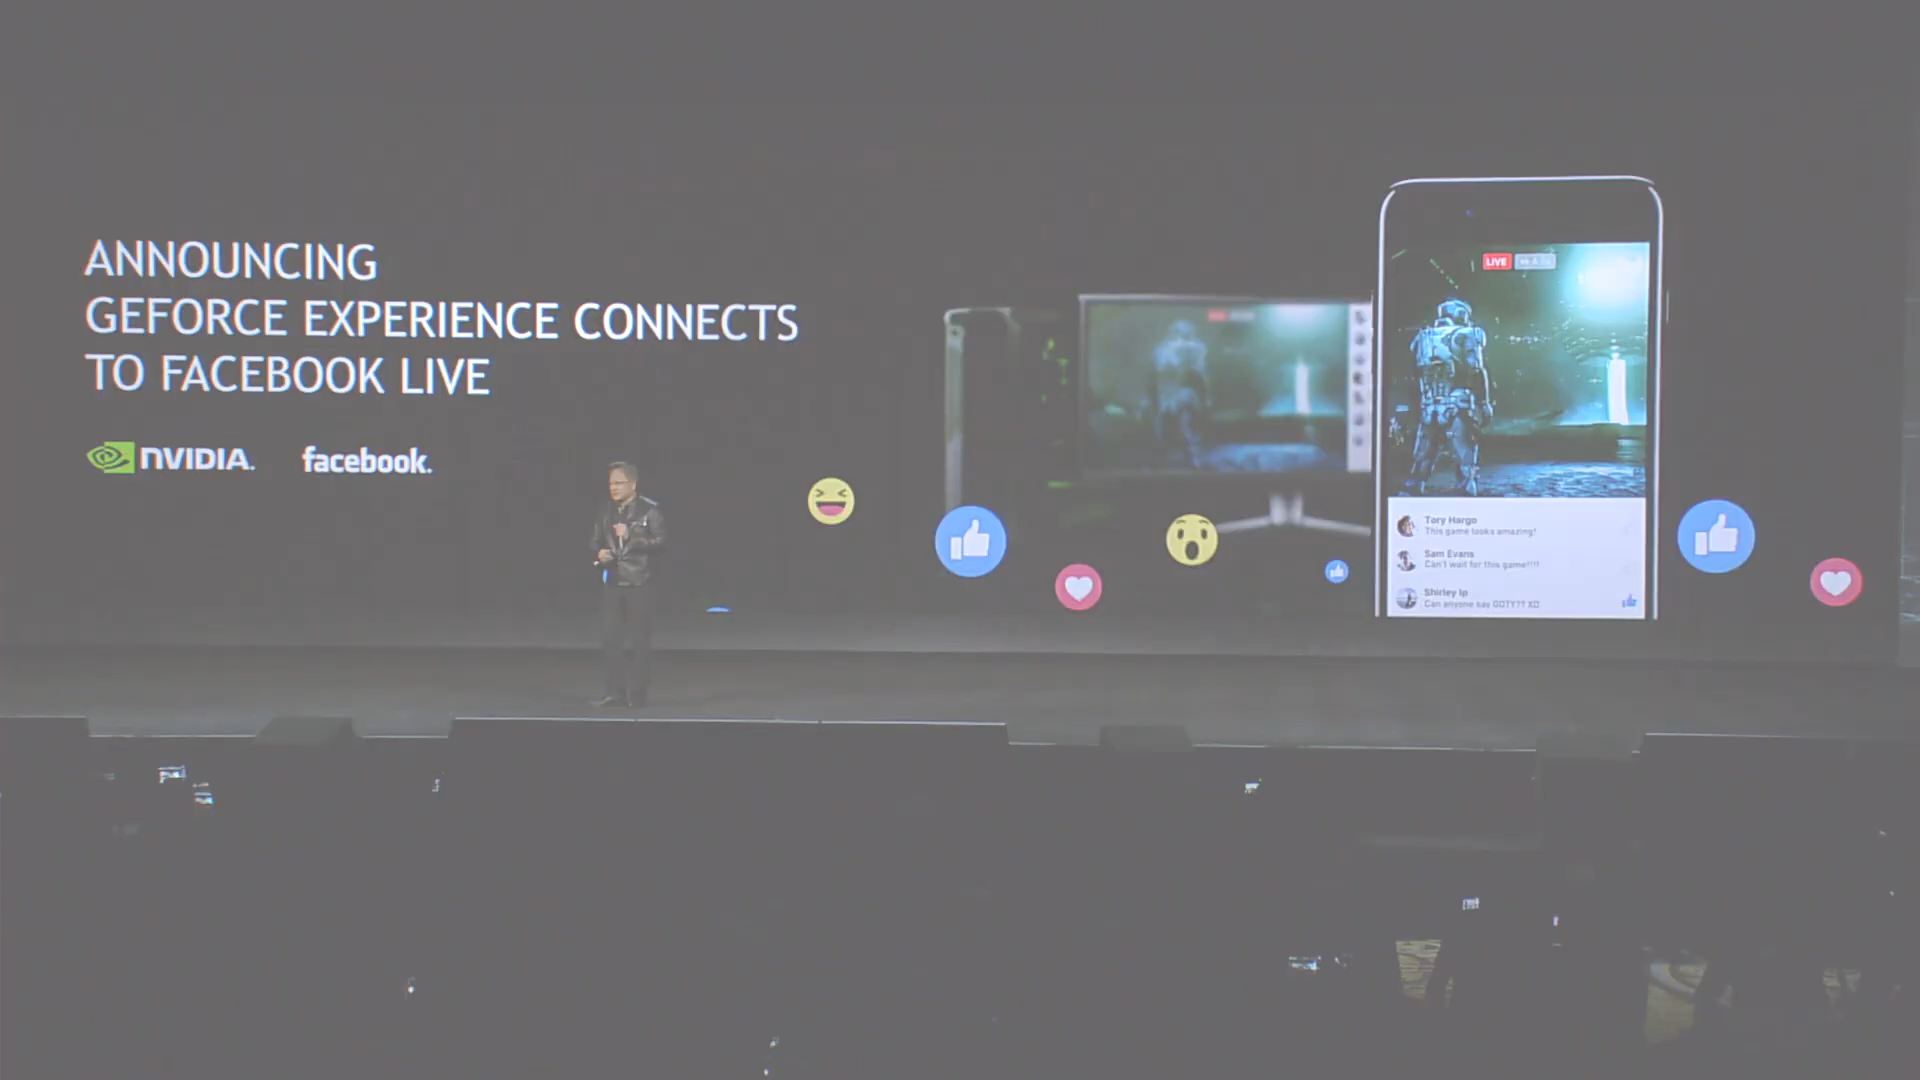 ANNOUNCING
GEFORCE EXPERIENCE CONNECTS
TO FACEBOOK LIVE
NVIDIA.
facebook.
LIVE
Tory Hargo
This game looks amazing!
Sam Evans
Can't wait for this game!!!!
Shirley Ip
Can anyone say GOTY?? XD